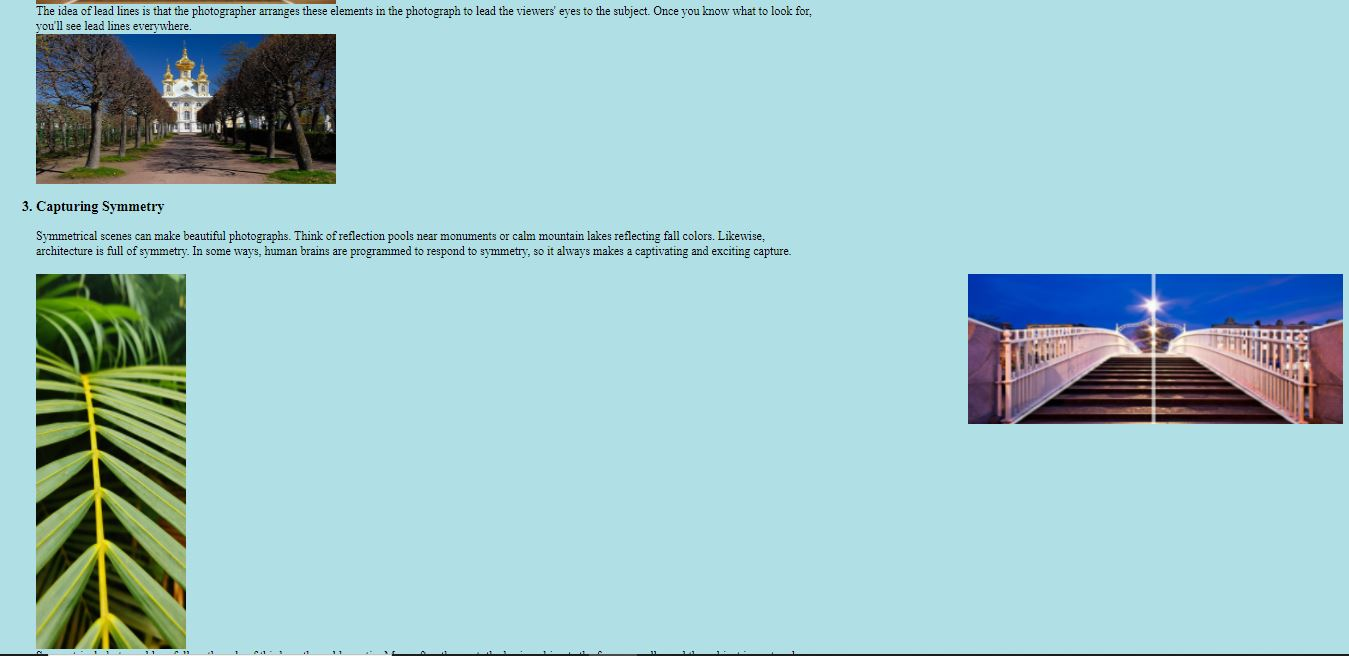 The idea of lead lines is that the photographer arranges these elements in the photograph to lead the viewers' eyes to the subject. Once you know what to look for,
you'll see lead lines everywhere.
3. Capturing Symmetry
Symmetrical scenes can make beautiful photographs. Think of reflection pools near monuments or calm mountain lakes reflecting fall colors. Likewise,
architecture is full of symmetry. In some ways, human brains are programmed to respond to symmetry, so it always makes a captivating and exciting capture.